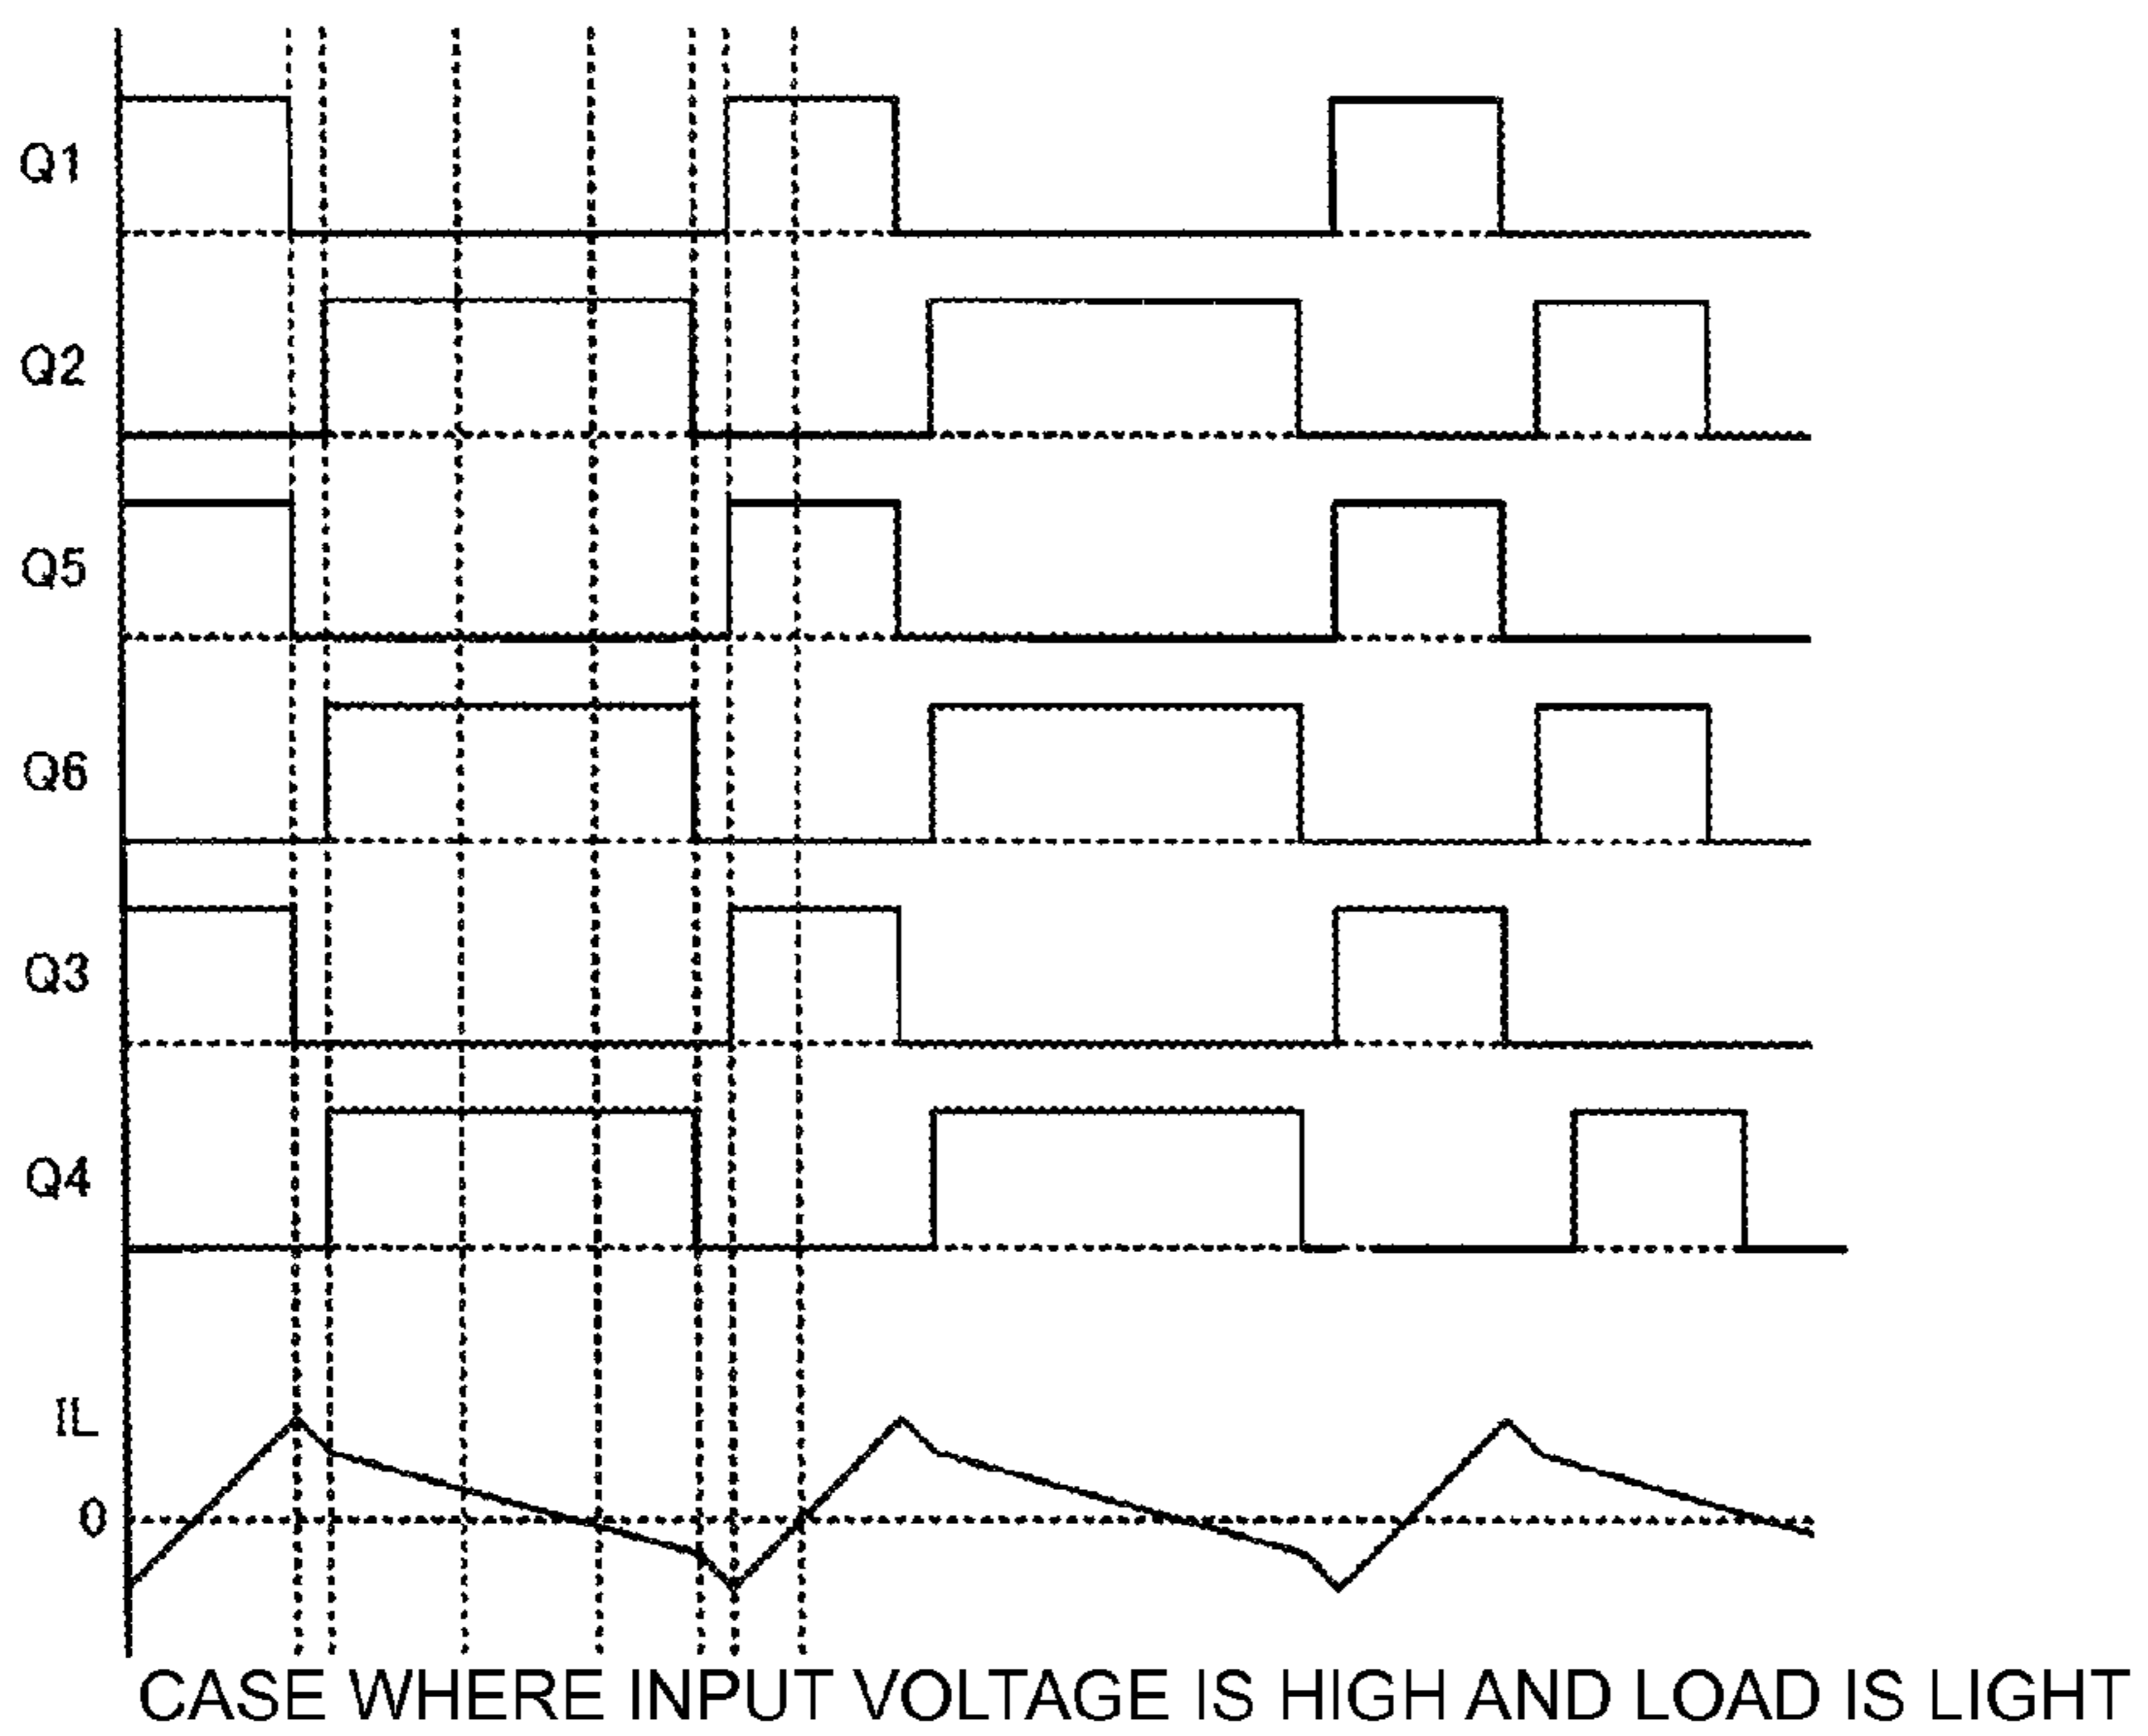 Q1
Q2
Q5
Q6
Q3
Q4
IL
0
CASE WHERE INPUT VOLTAGE IS HIGH AND LOAD IS LIGHT